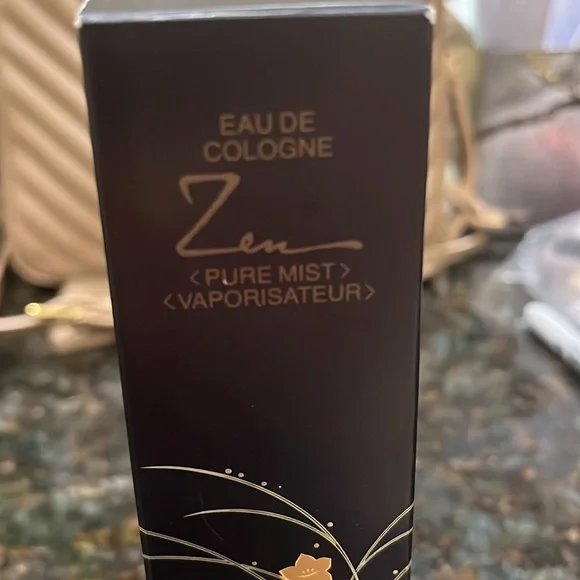 EAU DE
COLOGNE
Zen
<PURE MIST>
<VAPORISATEUR>